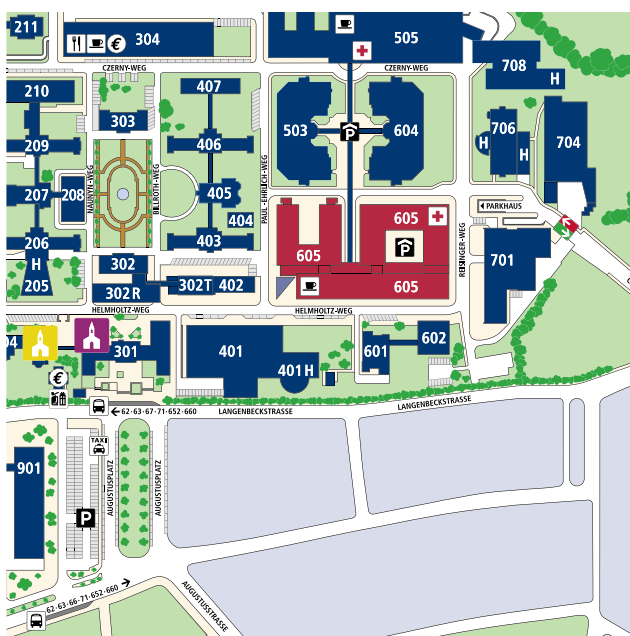 211
304
€
505
CZERNY-WEG
CZERNY-WEG
708
H
210
407
303
503
P
604
706
H
H
704
209
406
207
208
NAUNYN-WEG
BILLROTH-WEG
405
404
PAUL-EHRLICH-WEG
PARKHAUS
206
403
605
605
P
REISINGER-WEG
701
H
205
302
302 R
302T
402
605
HELMHOLTZ-WEG
HELMHOLTZ-WEG
04
301
401
401 H
601
602
€
62·63·67·71·652·660
LANGENBECKSTRASSE
LANGENBECKSTRASSE
TAXI
901
AUGUSTUSPLATZ
AUGUSTUSPLATZ
P
62·63·66·71·652·660
AUGUSTUSSTRASSE